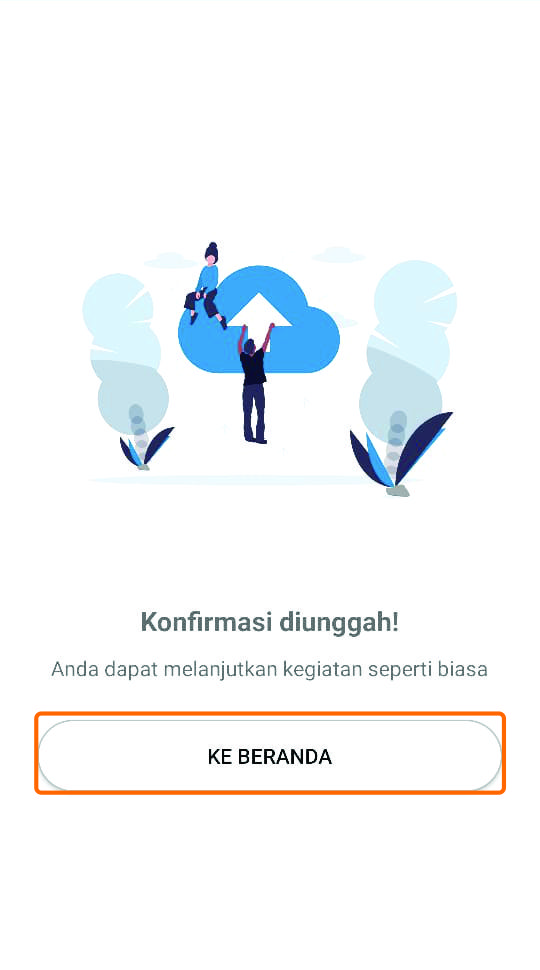 Konfirmasi diunggah!
Anda dapat melanjutkan kegiatan seperti biasa
KE BERANDA